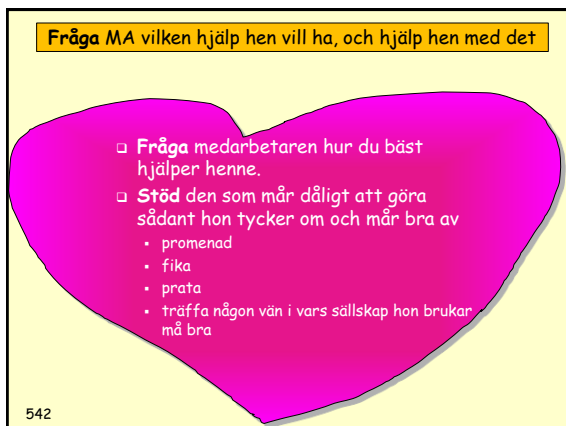 Fråga MA vilken hjälp hen vill ha, och hjälp hen med det
❑ Fråga medarbetaren hur du bäst
hjälper henne.
❑ Stöd den som mår dåligt att göra
sådant hon tycker om och mår bra av
▪ promenad
▪ fika
▪ prata
▪ träffa någon vän i vars sällskap hon brukar
må bra
542